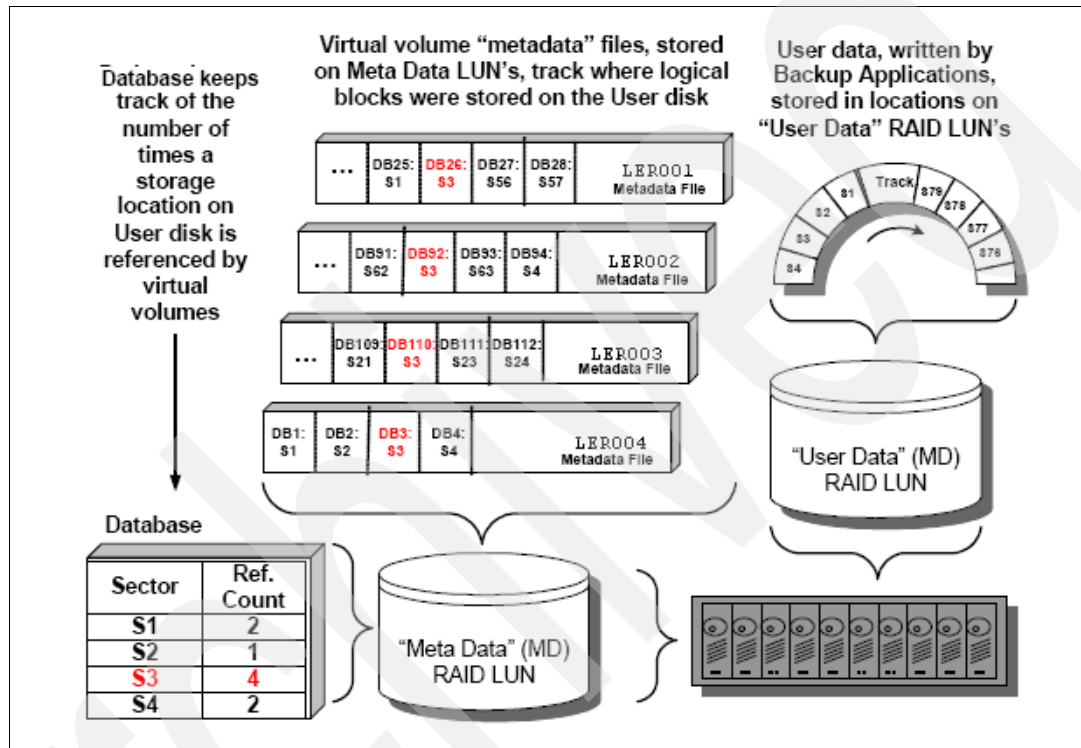 Database keeps
track of the
number of
times a
storage
location on
User disk is
referenced by
virtual
volumes
Virtual volume “metadata” files, stored
on Meta Data LUN's, track where logical
blocks were stored on the User disk
User data, written by
Backup Applications,
stored in locations on
“User Data” RAID LUN's
... DB25: S1 DB26: S3 DB27: S56 DB28: S57 LER001 Metadata File
... DB91: S62 DB92: S3 DB93: S63 DB94: S4 LER002 Metadata File
... DB109: S21 DB110: S3 DB111: S23 DB112: S24 LER003 Metadata File
DB1: S1 DB2: S2 DB3: S3 DB4: S4 LER004 Metadata File
S4 S3 S2 S1 Track S79 S78 S77 S76
“User Data” (MD)
RAID LUN
Database
Sector Ref. Count
S1 2
S2 1
S3 4
S4 2
“Meta Data” (MD)
RAID LUN